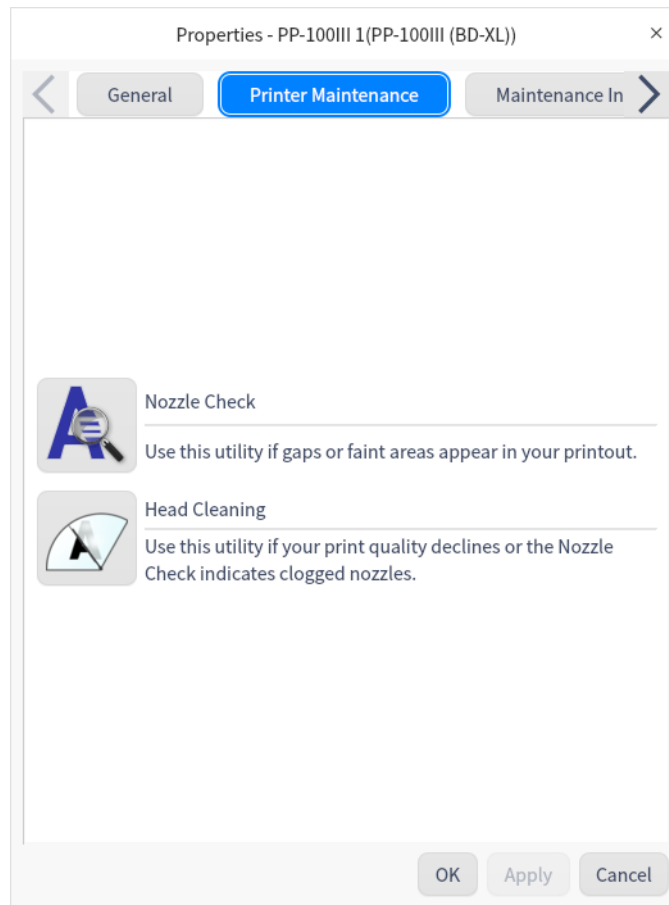 Properties - PP-100III 1(PP-100III (BD-XL))
General
Printer Maintenance
Maintenance In
Nozzle Check
Use this utility if gaps or faint areas appear in your printout.
Head Cleaning
Use this utility if your print quality declines or the Nozzle
Check indicates clogged nozzles.
OK
Apply
Cancel